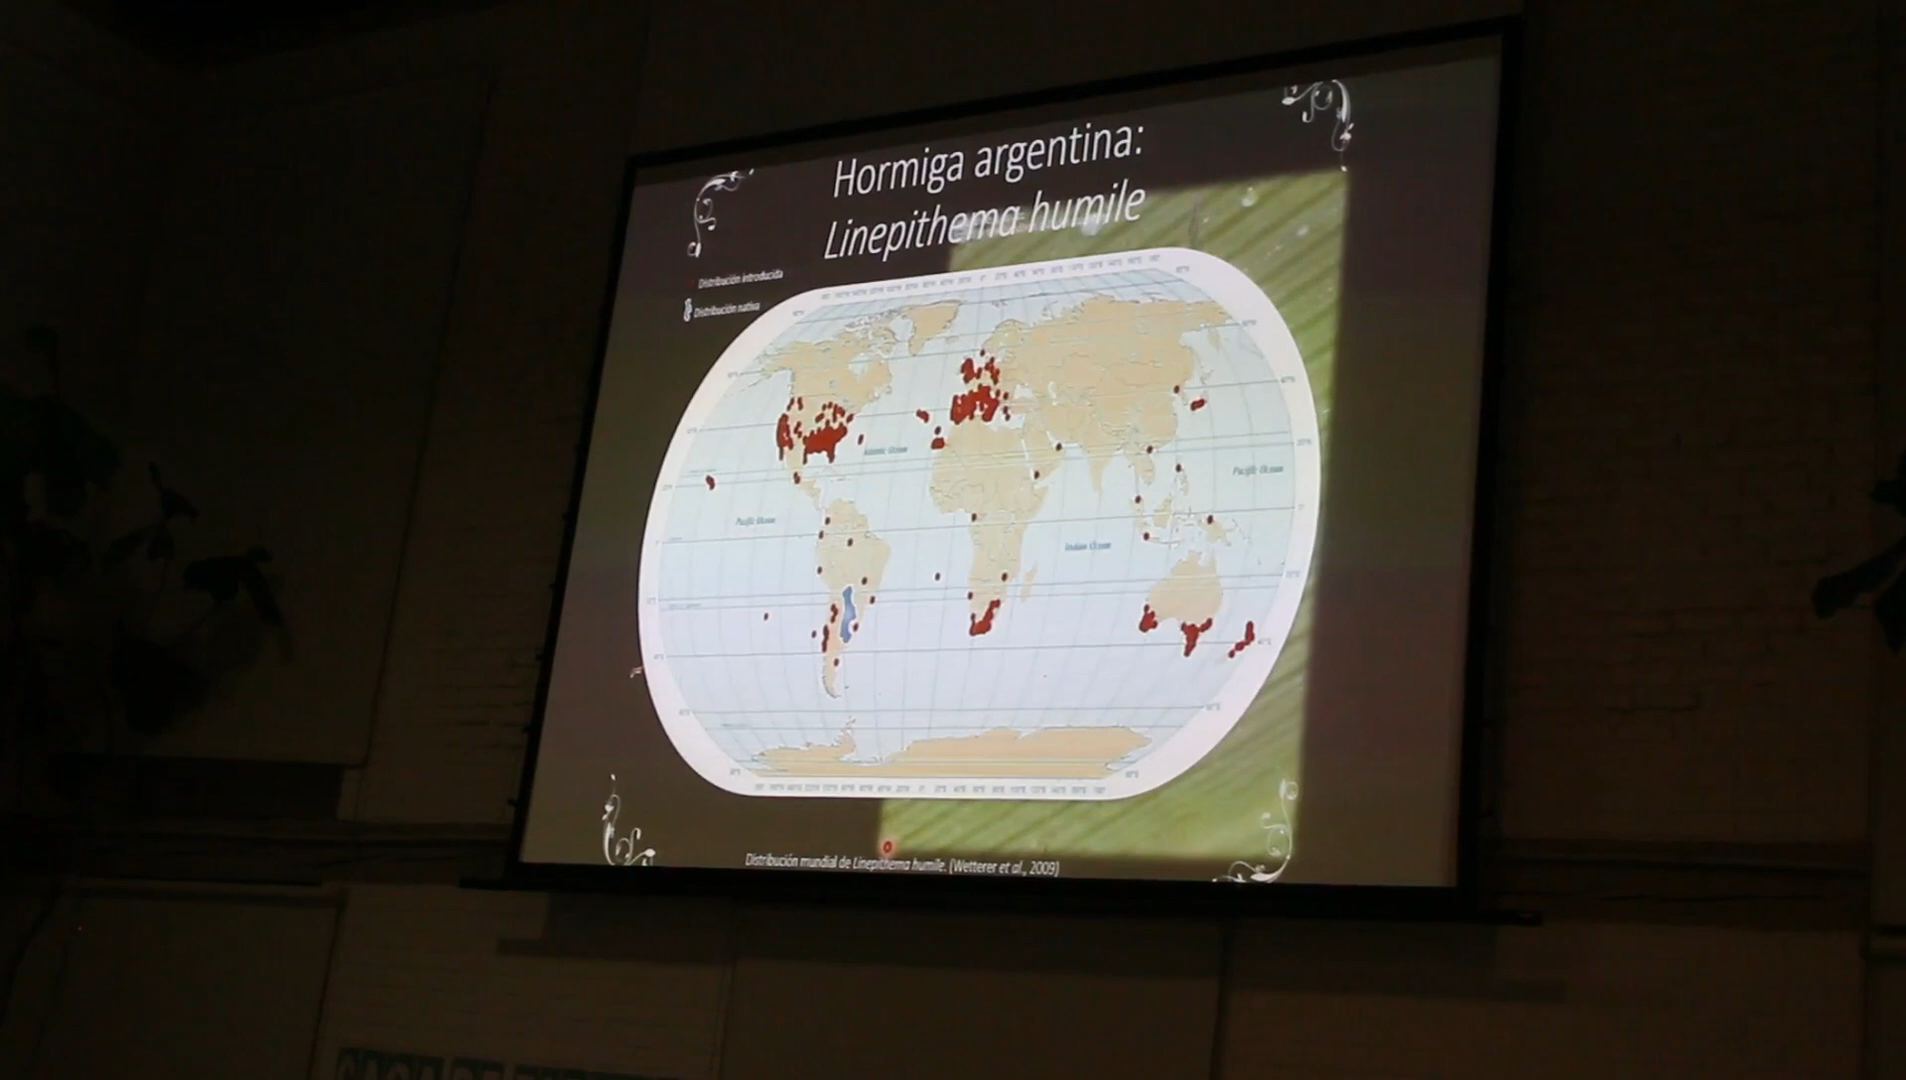 Hormiga argentina:
Linepithema humile
Distribución introducida
Distribución nativa
Atlantic Ocean
Pacific Ocean
Pacific Ocean
Indian Ocean
Distribución mundial de Linepithema humile. (Wetterer et al., 2009)